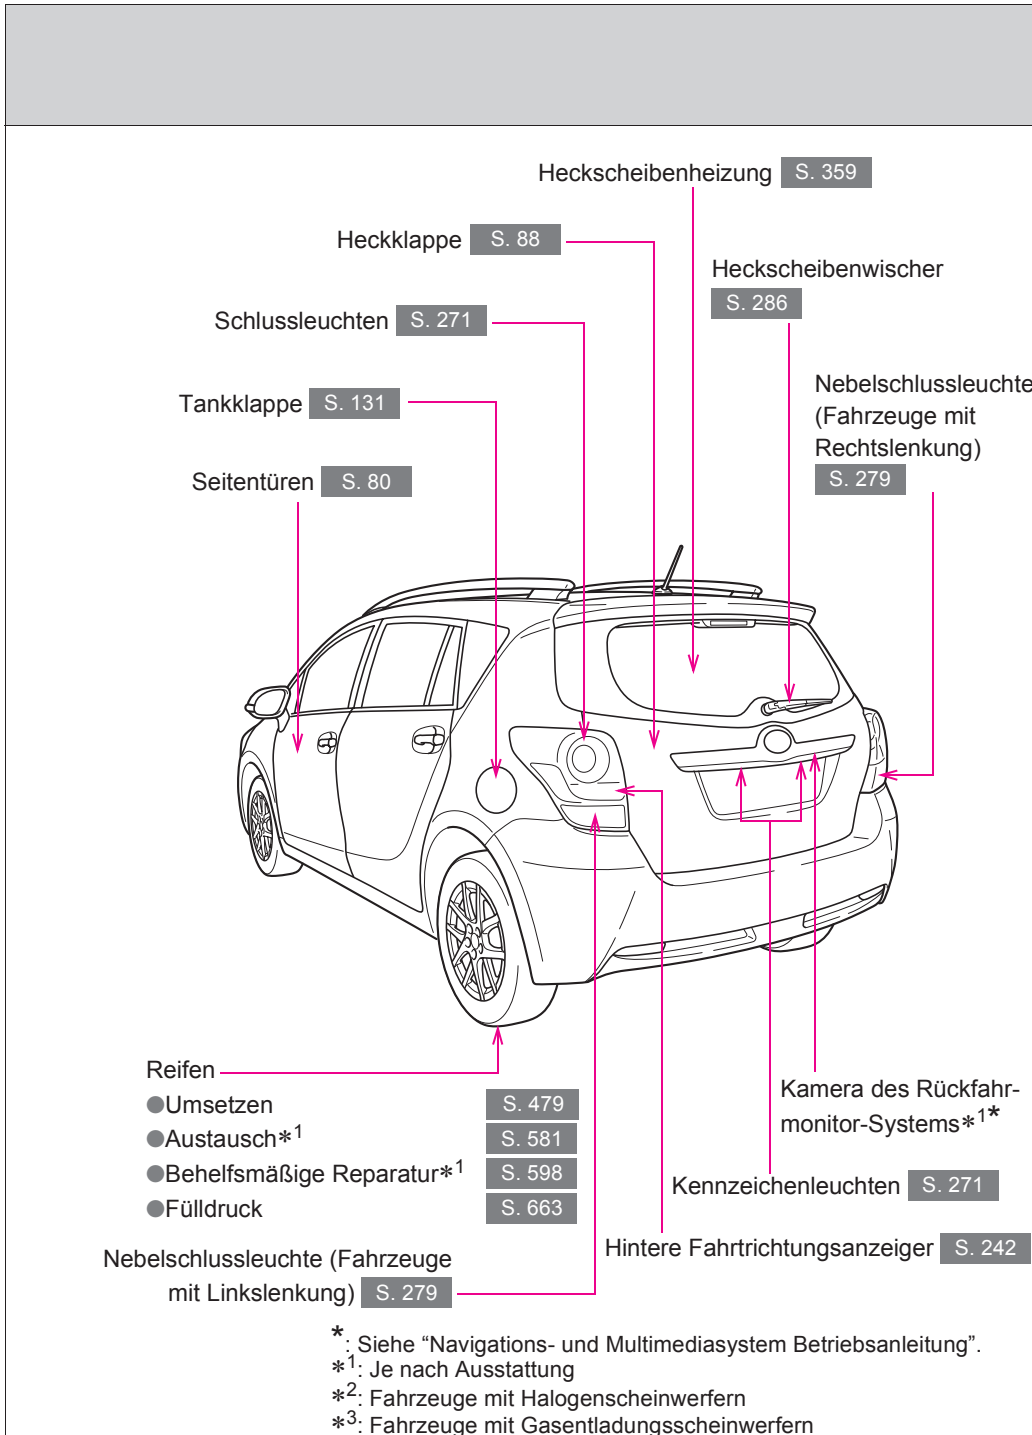 Heckscheibenheizung S. 359
Heckklappe S. 88
Heckscheibenwischer
S. 286
Schlussleuchten S. 271
Nebelschlussleuchte
(Fahrzeuge mit
Rechtslenkung)
S. 279
Tankklappe S. 131
Seitentüren S. 80
Reifen
●Umsetzen S. 479
●Austausch*1 S. 581
●Behelfsmäßige Reparatur*1 S. 598
●Fülldruck S. 663
Kamera des Rückfahr-
monitor-Systems*1*
Kennzeichenleuchten S. 271
Hintere Fahrtrichtungsanzeiger S. 242
Nebelschlussleuchte (Fahrzeuge
mit Linkslenkung) S. 279
*: Siehe “Navigations- und Multimediasystem Betriebsanleitung”.
*1: Je nach Ausstattung
*2: Fahrzeuge mit Halogenscheinwerfern
*3: Fahrzeuge mit Gasentladungsscheinwerfern